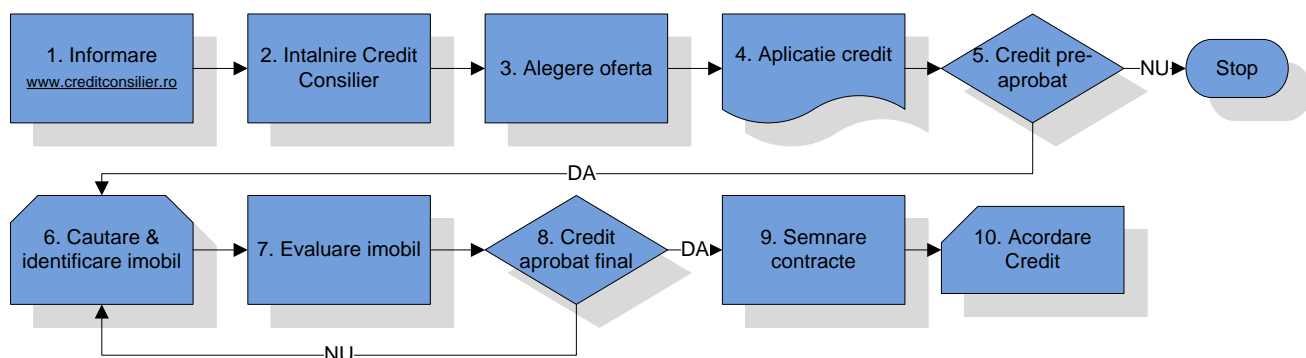 1. Informare
www.creditconsilier.ro
2. Intalnire Credit
Consilier
3. Alegere oferta
4. Aplicatie credit
5. Credit pre-
aprobat
NU
Stop
DA
6. Cautare &
identificare imobil
7. Evaluare imobil
8. Credit
aprobat final
DA
9. Semnare
contracte
10. Acordare
Credit
NU